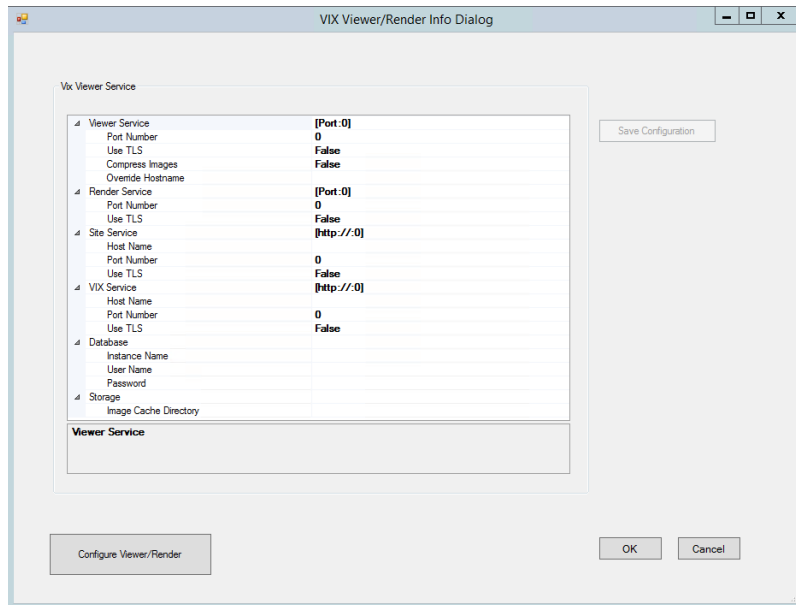 VIX Viewer/Render Info Dialog
Vix Viewer Service
Viewer Service [Port:0]
Port Number 0
Use TLS False
Compress Images False
Override Hostname
Render Service [Port:0]
Port Number 0
Use TLS False
Site Service [http://:0]
Host Name
Port Number 0
Use TLS False
VIX Service [http://:0]
Host Name
Port Number 0
Use TLS False
Database
Instance Name
User Name
Password
Storage
Image Cache Directory
Viewer Service
Save Configuration
Configure Viewer/Render
OK Cancel